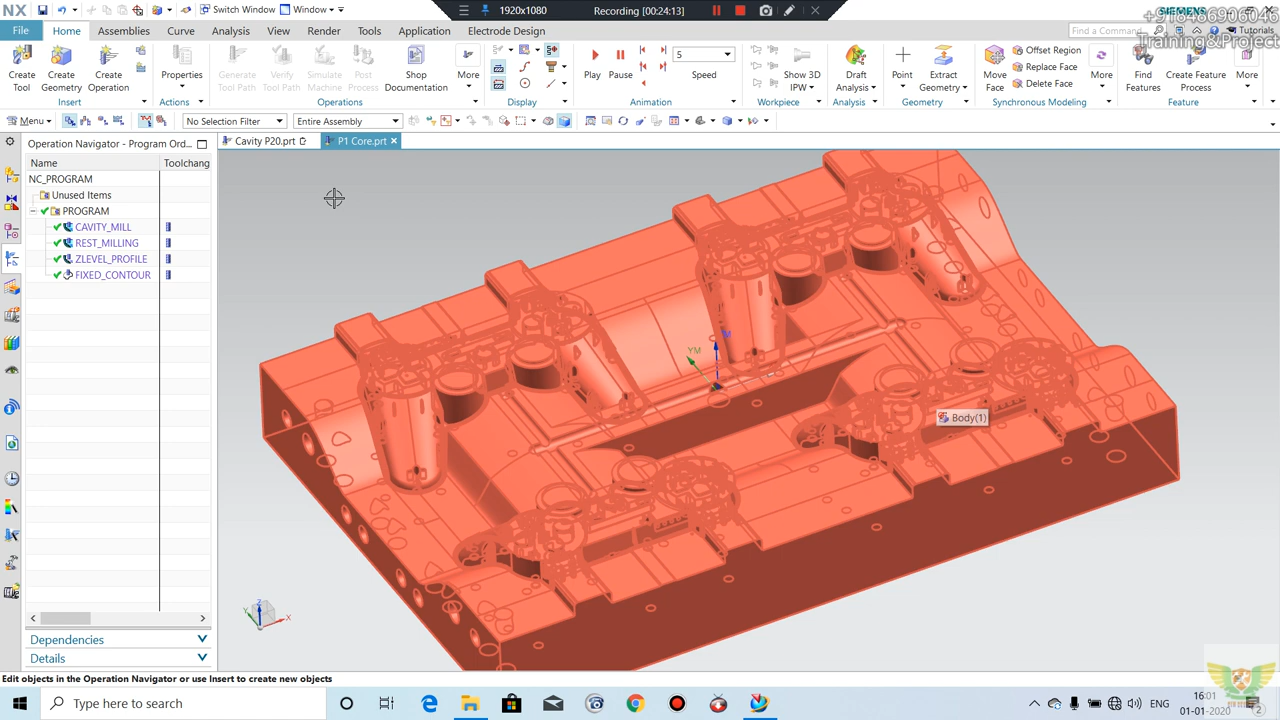 NX
Switch Window
Window
1920x1080
Recording [00:24:13]
SIEMENS
+918486906046
Training&Project
File
Home
Assemblies
Curve
Analysis
View
Render
Tools
Application
Electrode Design
Find a Command
Tutorials
Create Tool
Create Geometry
Create Operation
Properties
Generate Tool Path
Verify Tool Path
Simulate Machine
Post Process
Shop Documentation
More
Play
Pause
5
Speed
Show 3D IPW
Draft Analysis
Point
Extract Geometry
Move Face
Offset Region
Replace Face
Delete Face
More
Find Features
Create Feature Process
More
Insert
Actions
Operations
Display
Animation
Workpiece
Analysis
Geometry
Synchronous Modeling
Feature
Menu
No Selection Filter
Entire Assembly
Operation Navigator - Program Ord...
Cavity P20.prt
P1 Core.prt
Name
Toolchang
NC_PROGRAM
Unused Items
PROGRAM
CAVITY_MILL
REST_MILLING
ZLEVEL_PROFILE
FIXED_CONTOUR
YM
Body(1)
Z
Y
X
Dependencies
Details
Edit objects in the Operation Navigator or use Insert to create new objects
Type here to search
ENG
16:01
01-01-2020
2